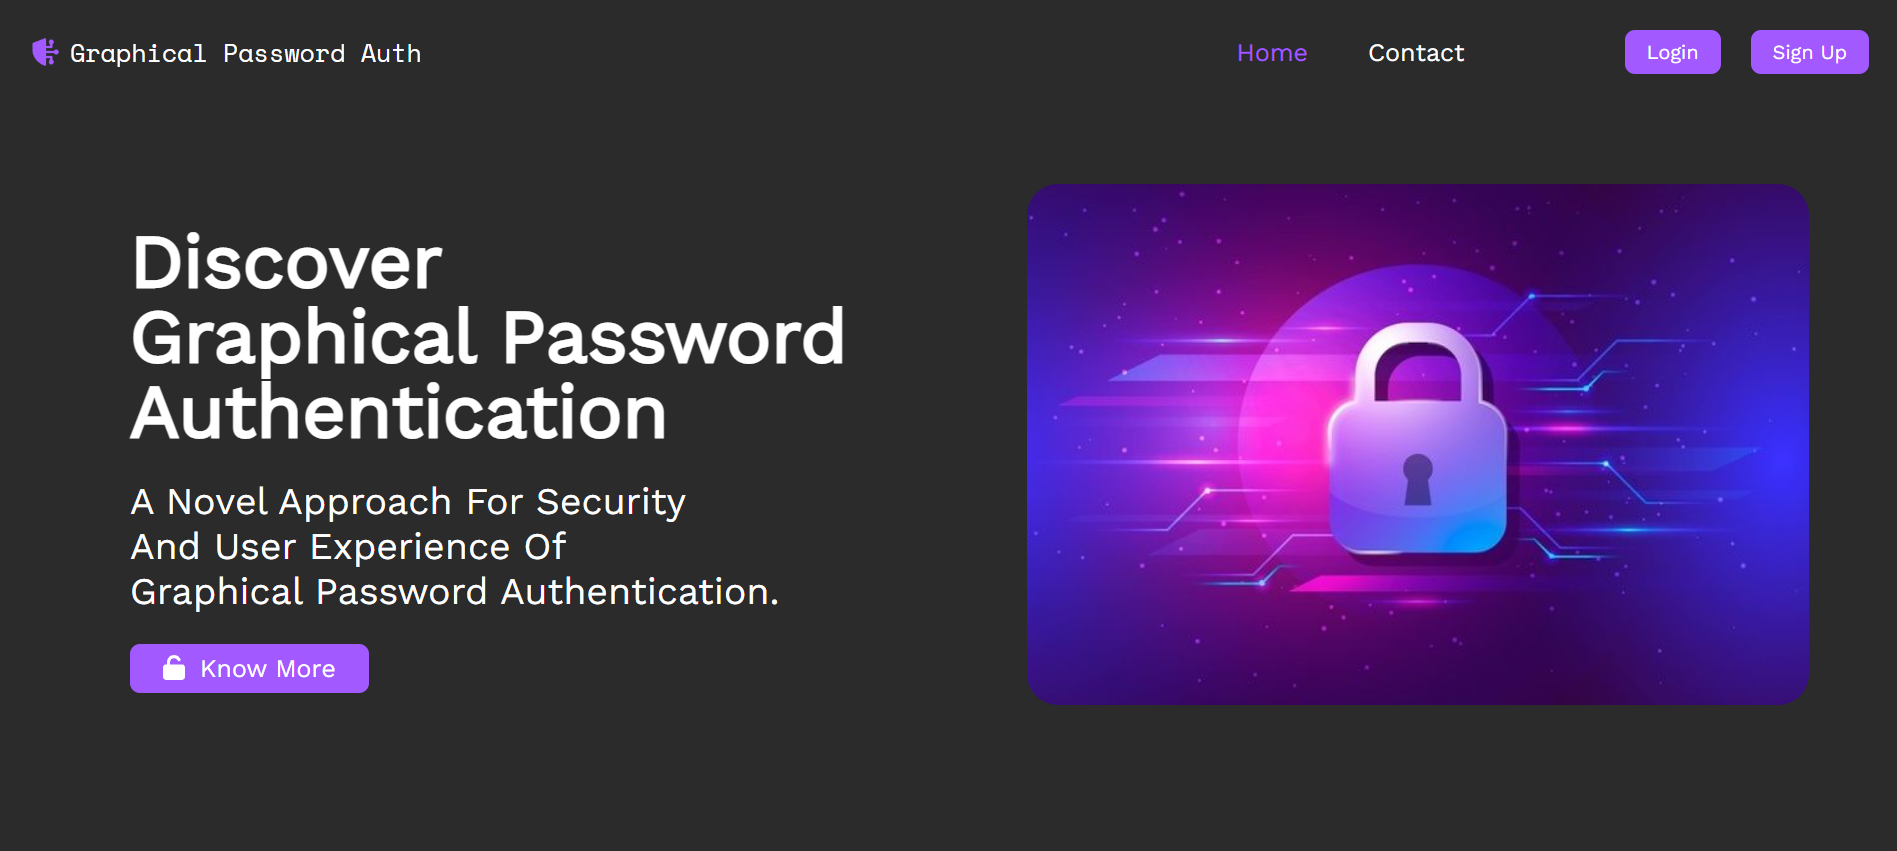 Graphical Password Auth
Home
Contact
Login
Sign Up
Discover
Graphical Password
Authentication
A Novel Approach For Security
And User Experience Of
Graphical Password Authentication.
Know More